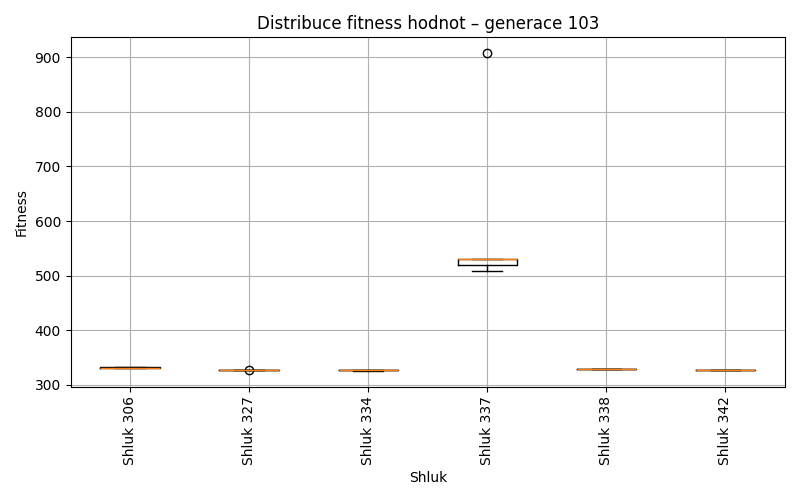 Distribuce fitness hodnot – generace 103
Fitness
900
800
700
600
500
400
300
Shluk 306
Shluk 327
Shluk 334
Shluk 337
Shluk 338
Shluk 342
Shluk